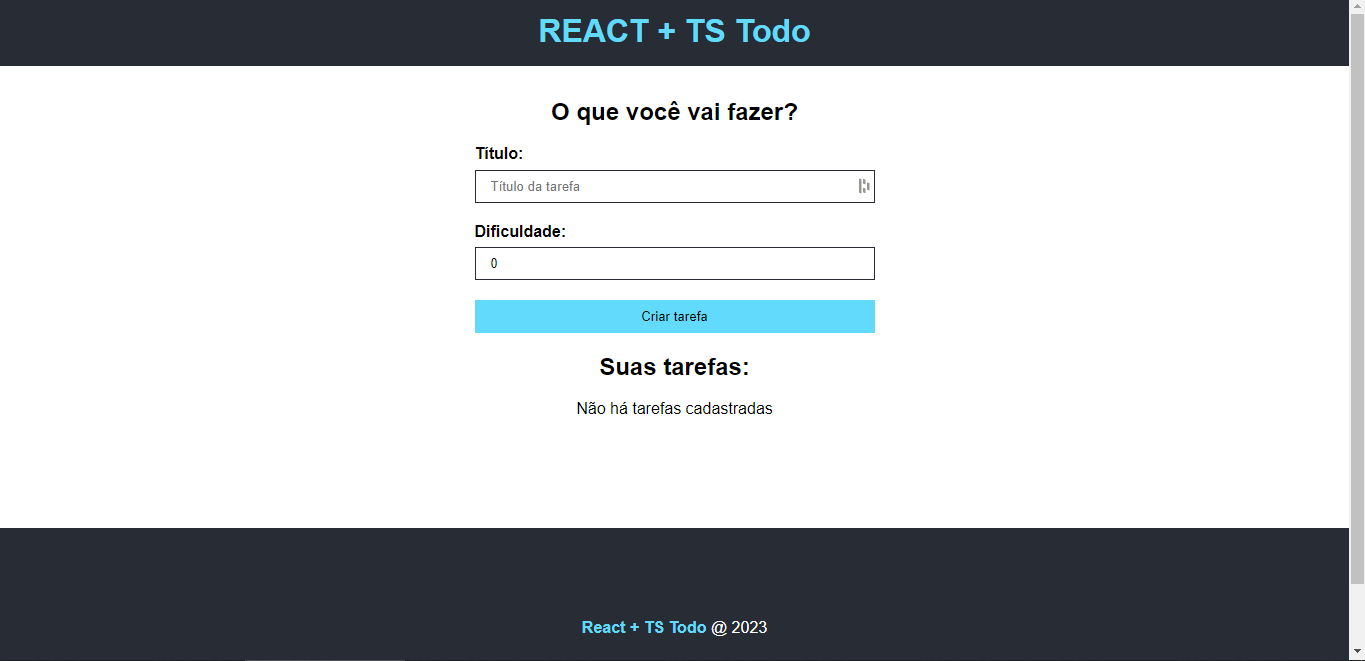 REACT + TS Todo
O que você vai fazer?
Título:
Título da tarefa
Dificuldade:
0
Criar tarefa
Suas tarefas:
Não há tarefas cadastradas
React + TS Todo @ 2023